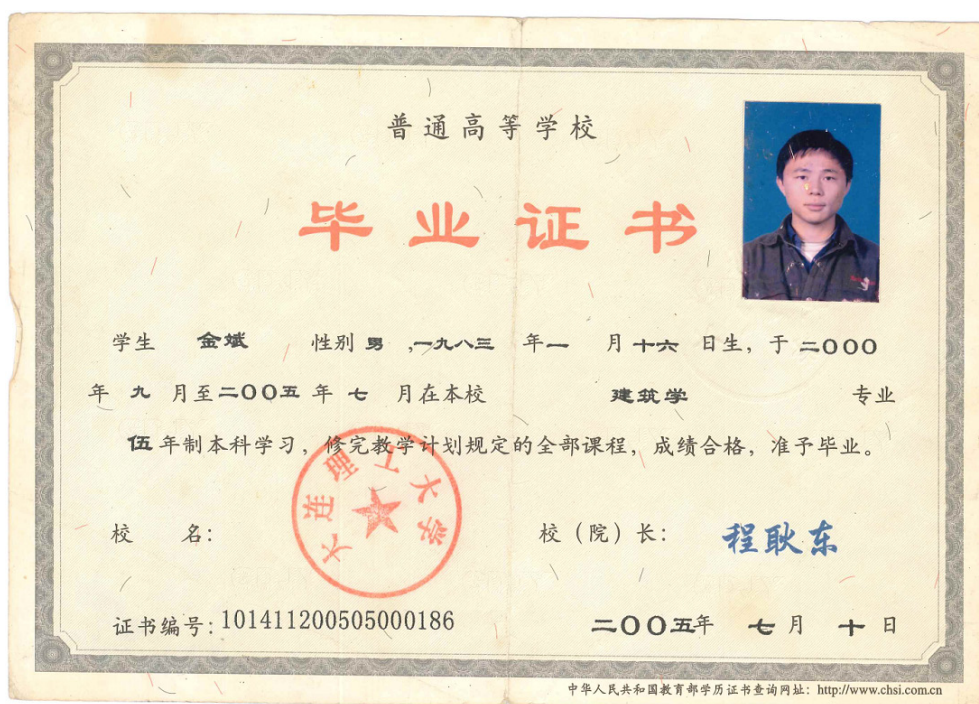 普通高等学校
毕业证书
学生 金斌 性别 男 ,一九八三 年 一 月 十六 日生，于 二000
年 九 月至 二00五 年 七 月在本校 建筑学 专业
伍 年制本科学习，修完教学计划规定的全部课程，成绩合格，准予毕业。
大连理工大学
校 名： 校（院）长： 程耿东
证书编号：101411200505000186 二00五年 七 月 十 日
中华人民共和国教育部学历证书查询网址：http://www.chsi.com.cn